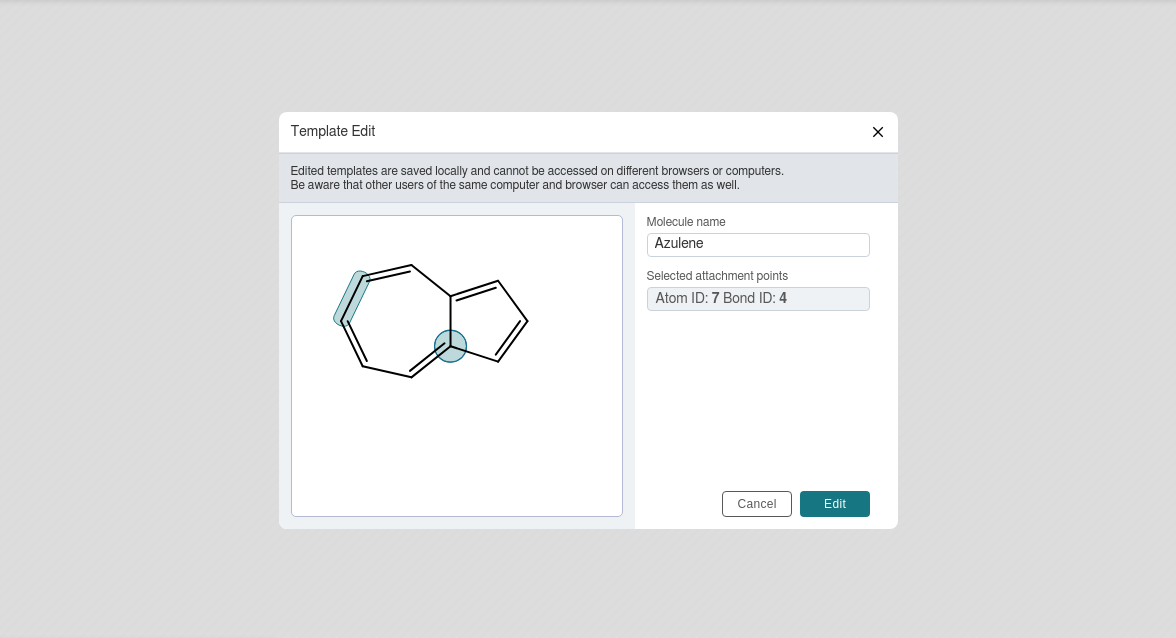 Template Edit
Edited templates are saved locally and cannot be accessed on different browsers or computers.
Be aware that other users of the same computer and browser can access them as well.
Molecule name
Azulene
Selected attachment points
Atom ID: 7 Bond ID: 4
Cancel
Edit